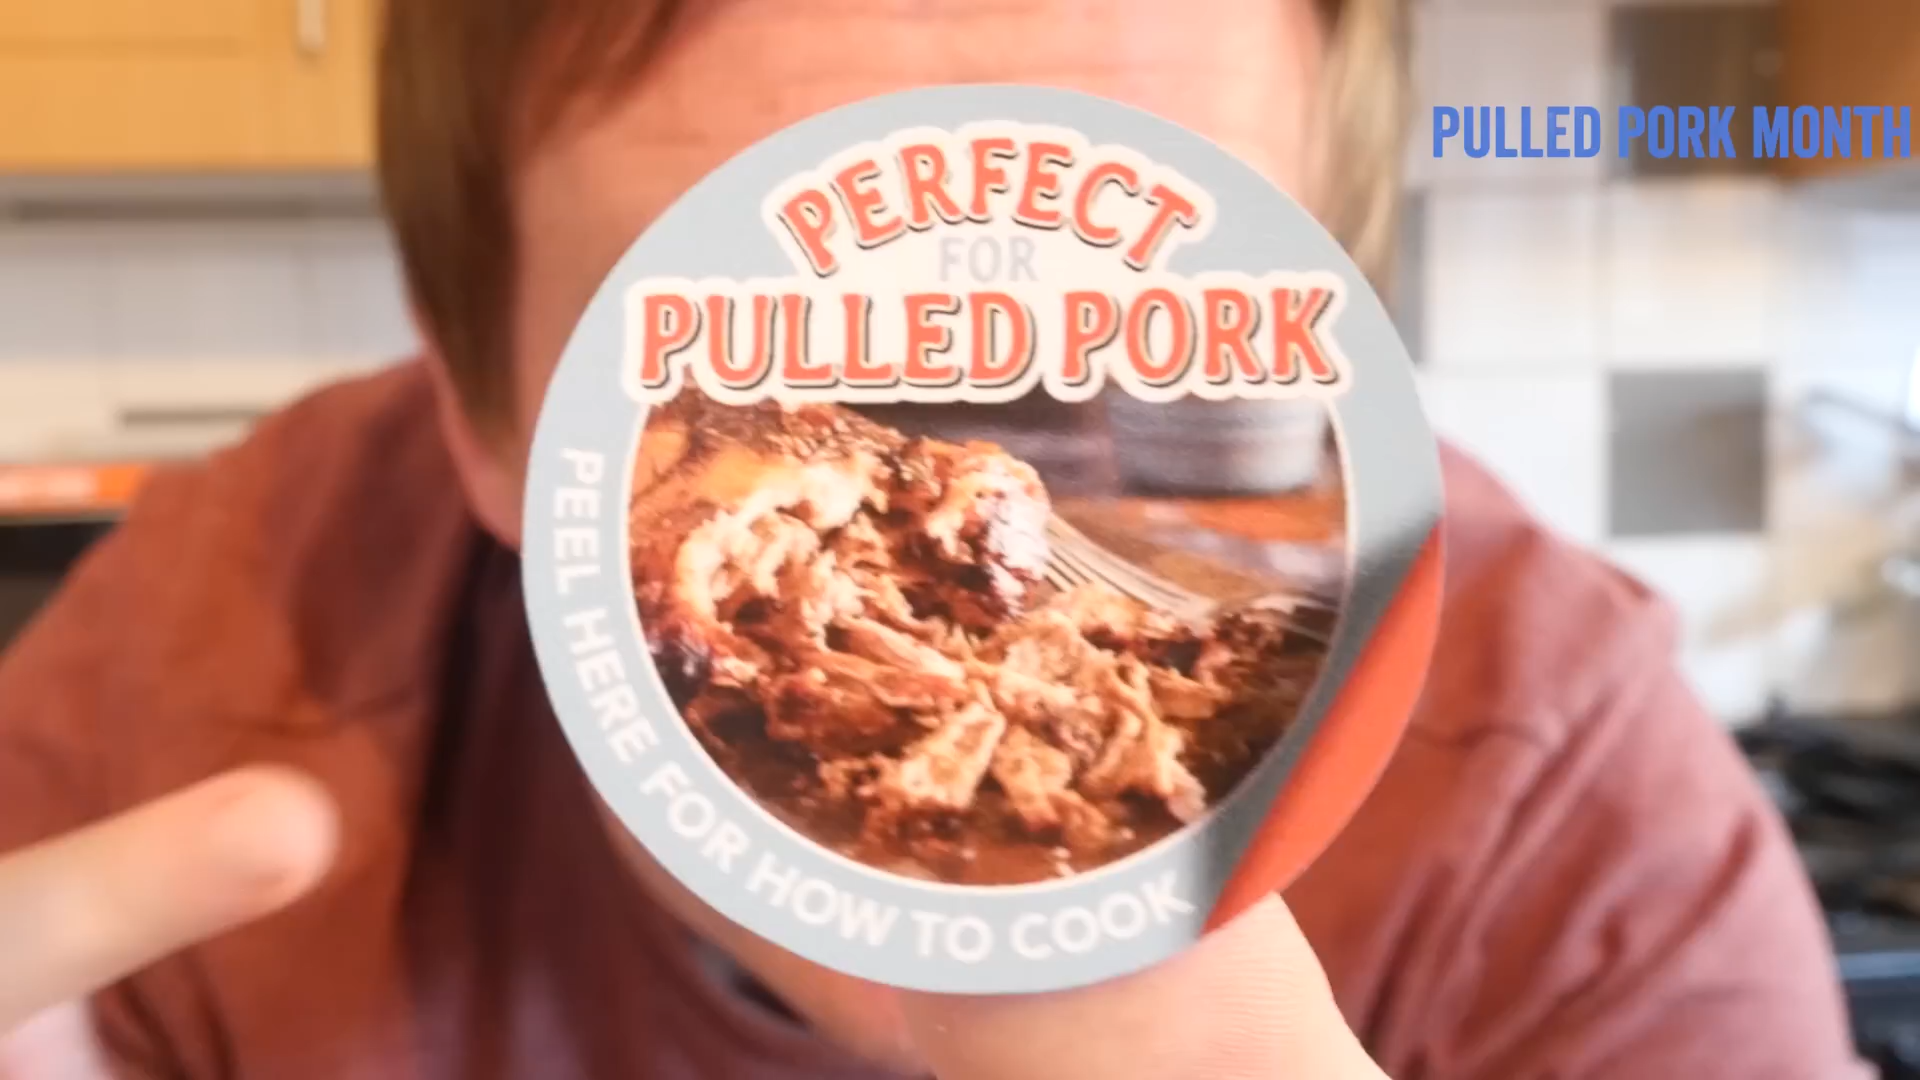 PULLED PORK MONTH
PERFECT
FOR
PULLED PORK
PEEL HERE FOR HOW TO COOK